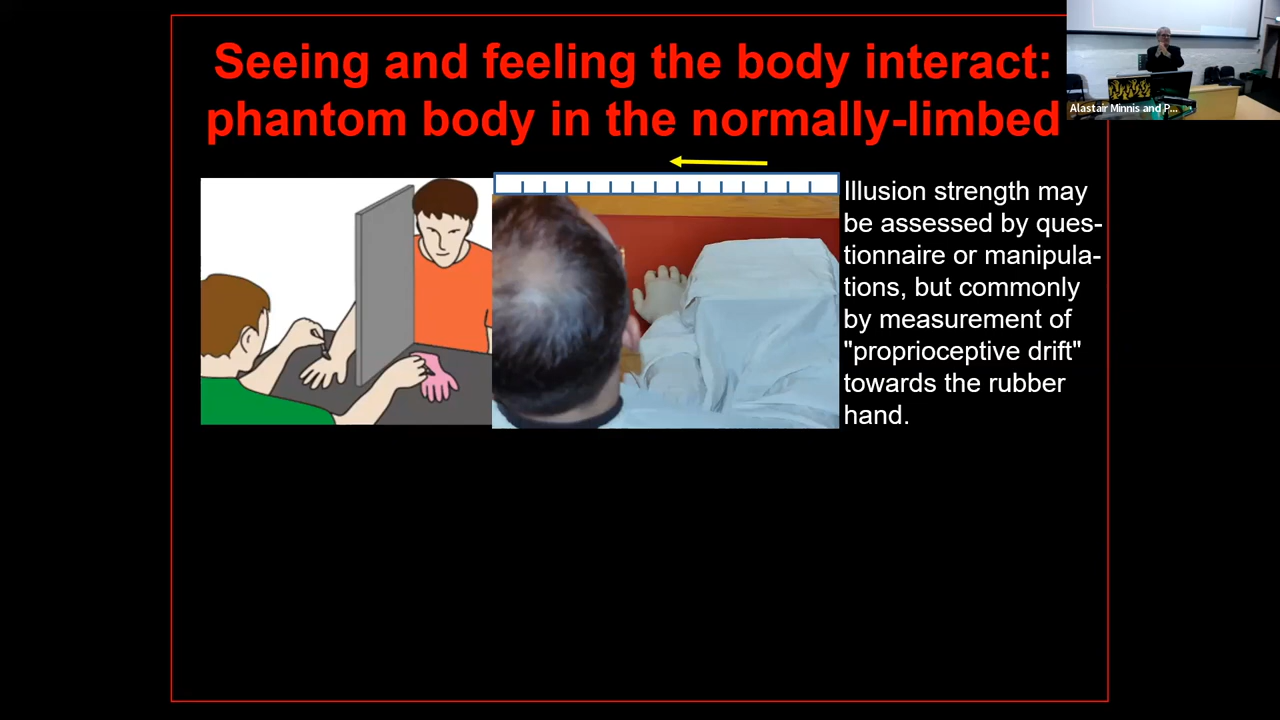 Seeing and feeling the body interact:
phantom body in the normally-limbed
Alastair Minnis and P...
Illusion strength may
be assessed by ques-
tionnaire or manipula-
tions, but commonly
by measurement of
"proprioceptive drift"
towards the rubber
hand.